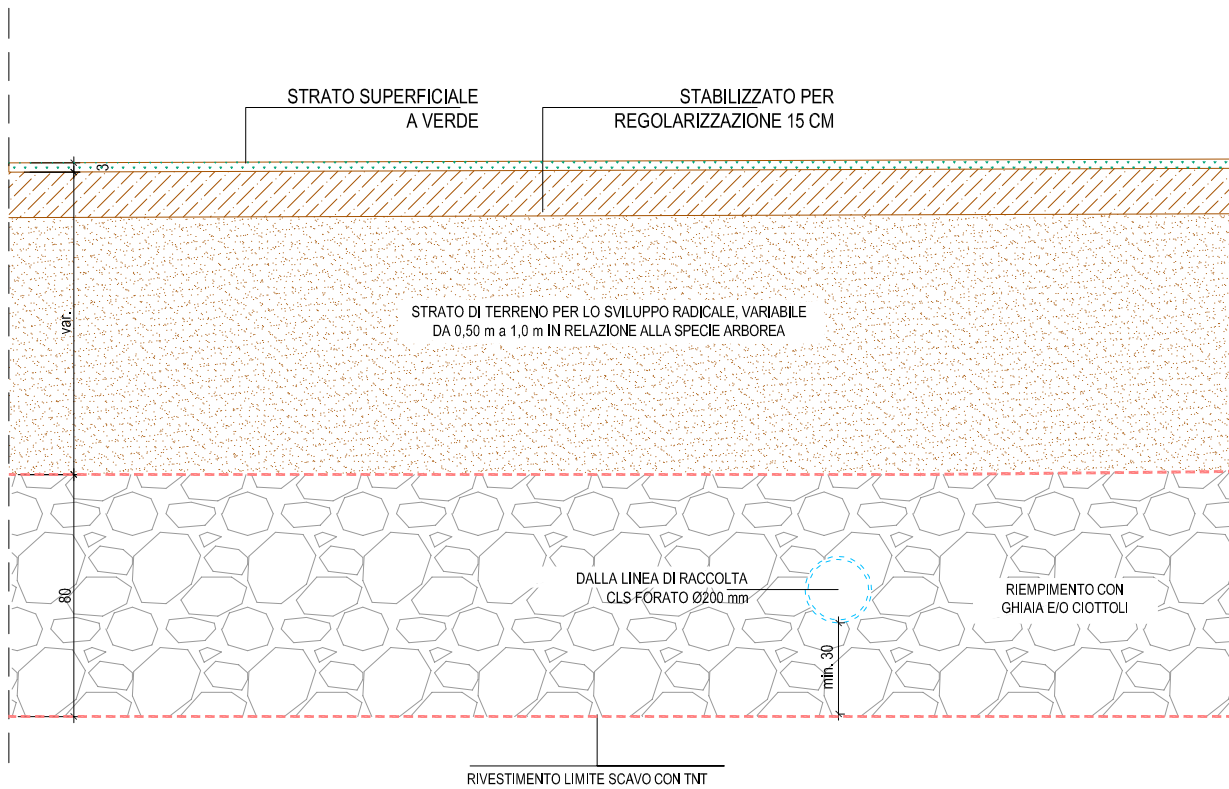 STRATO SUPERFICIALE
A VERDE
STABILIZZATO PER
REGOLARIZZAZIONE 15 CM
3
var.
STRATO DI TERRENO PER LO SVILUPPO RADICALE, VARIABILE
DA 0,50 m a 1,0 m IN RELAZIONE ALLA SPECIE ARBOREA
80
DALLA LINEA DI RACCOLTA
CLS FORATO Ø200 mm
RIEMPIMENTO CON
GHIAIA E/O CIOTTOLI
min. 30
RIVESTIMENTO LIMITE SCAVO CON TNT